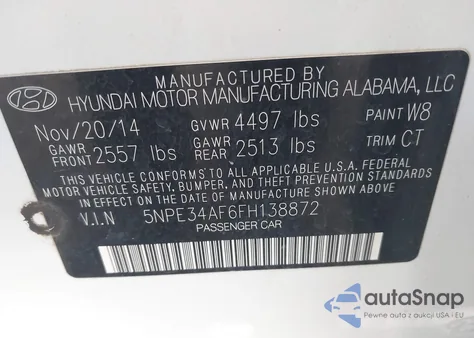 MANUFACTURED BY
HYUNDAI MOTOR MANUFACTURING ALABAMA, LLC
Nov/20/14 GVWR 4497 lbs PAINT W8
GAWR FRONT 2557 lbs GAWR REAR 2513 lbs TRIM CT
THIS VEHICLE CONFORMS TO ALL APPLICABLE U.S.A. FEDERAL
MOTOR VEHICLE SAFETY, BUMPER, AND THEFT PREVENTION
STANDARDS IN EFFECT ON THE DATE OF MANUFACTURE SHOWN ABOVE.
V.I.N 5NPE34AF6FH138872
PASSENGER CAR
autoSnap
Pewne auta z aukcji USA i EU